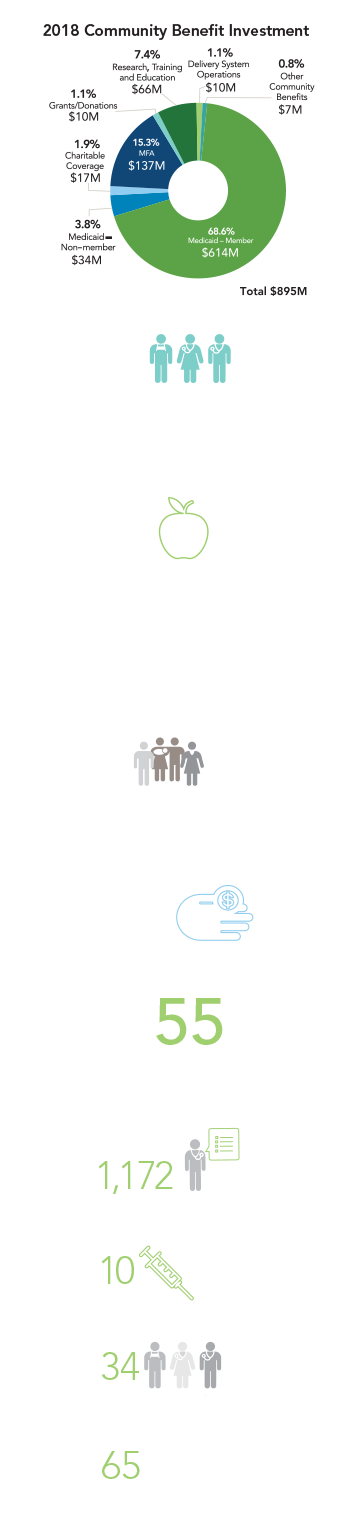 2018 Community Benefit Investment
7.4%
Research, Training
and Education
$66M
1.1%
Delivery System
Operations
$10M
0.8%
Other
Community
Benefits
$7M
1.1%
Grants/Donations
$10M
1.9%
Charitable
Coverage
$17M
15.3%
MFA
$137M
3.8%
Medicaid–
Non–member
$34M
68.6%
Medicaid – Member
$614M
Total $895M
$
55
1,172
10
34
65